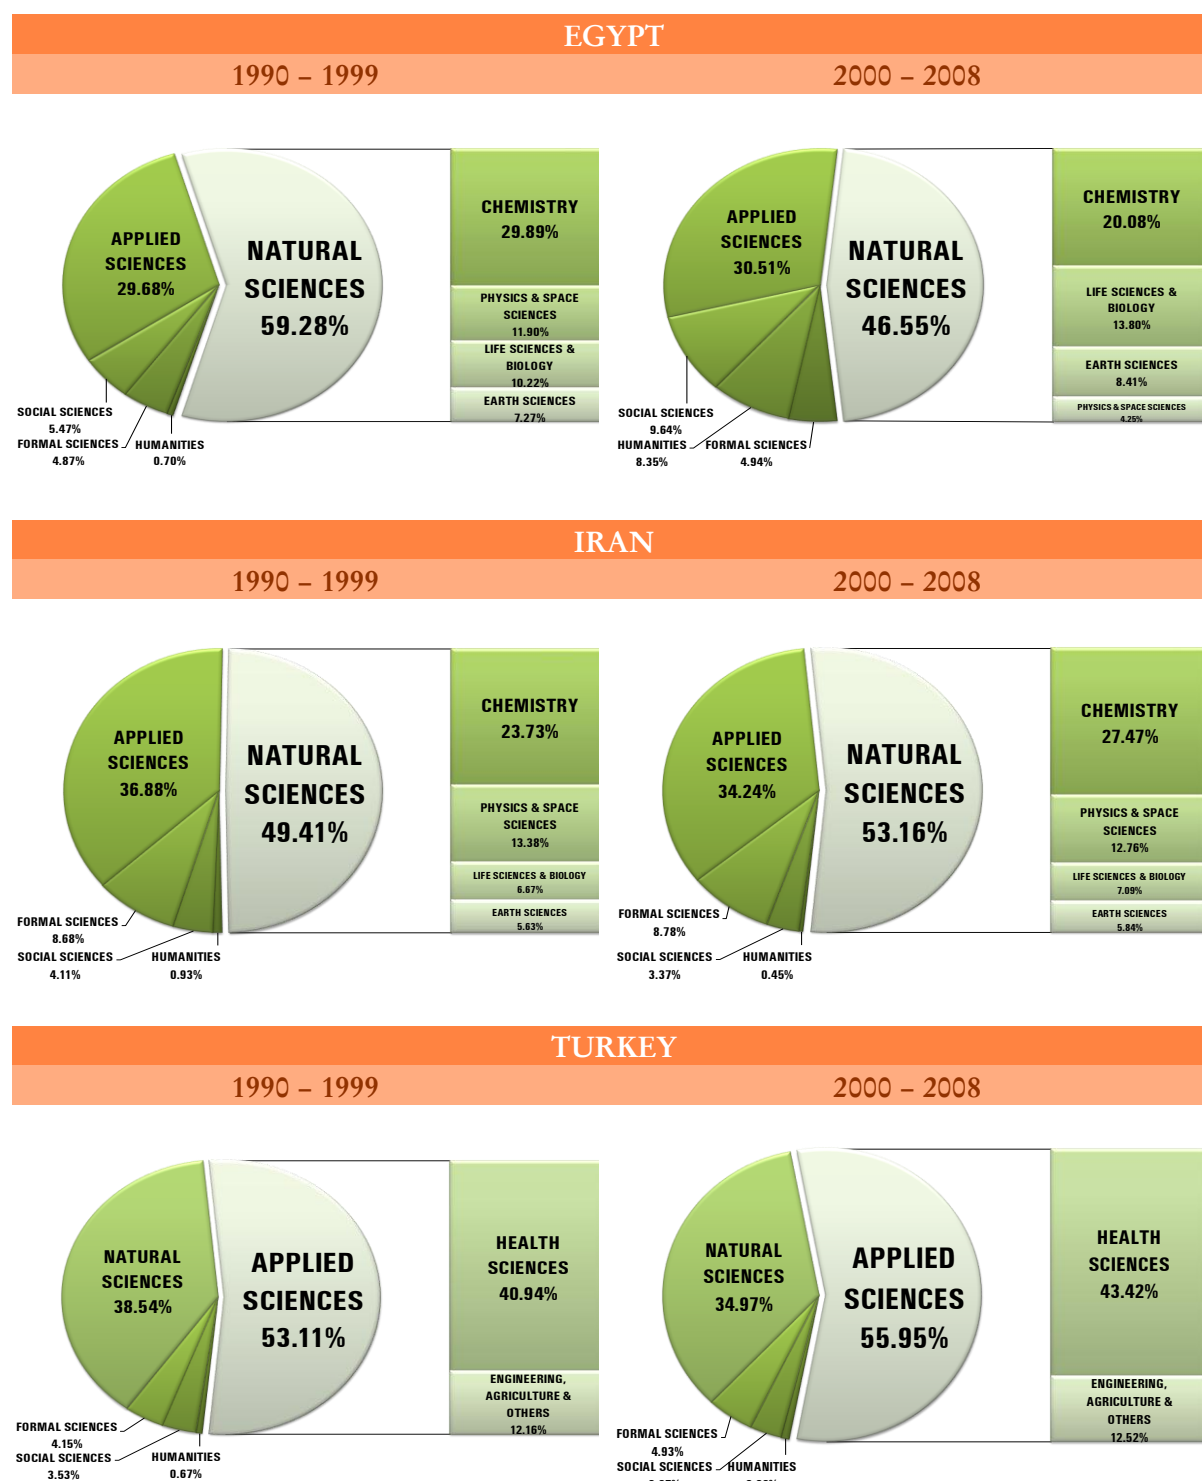 EGYPT
1990 – 1999
2000 – 2008
APPLIED
SCIENCES
29.68%
NATURAL
SCIENCES
59.28%
CHEMISTRY
29.89%
PHYSICS & SPACE
SCIENCES
11.90%
LIFE SCIENCES &
BIOLOGY
10.22%
EARTH SCIENCES
7.27%
SOCIAL SCIENCES
5.47%
FORMAL SCIENCES
4.87%
HUMANITIES
0.70%
APPLIED
SCIENCES
30.51%
NATURAL
SCIENCES
46.55%
CHEMISTRY
20.08%
LIFE SCIENCES &
BIOLOGY
13.80%
EARTH SCIENCES
8.41%
PHYSICS & SPACE SCIENCES
4.25%
SOCIAL SCIENCES
9.64%
HUMANITIES
8.35%
FORMAL SCIENCES
4.94%
IRAN
1990 – 1999
2000 – 2008
APPLIED
SCIENCES
36.88%
NATURAL
SCIENCES
49.41%
CHEMISTRY
23.73%
PHYSICS & SPACE
SCIENCES
13.38%
LIFE SCIENCES & BIOLOGY
6.67%
EARTH SCIENCES
5.63%
FORMAL SCIENCES
8.68%
SOCIAL SCIENCES
4.11%
HUMANITIES
0.93%
APPLIED
SCIENCES
34.24%
NATURAL
SCIENCES
53.16%
CHEMISTRY
27.47%
PHYSICS & SPACE
SCIENCES
12.76%
LIFE SCIENCES & BIOLOGY
7.09%
EARTH SCIENCES
5.84%
FORMAL SCIENCES
8.78%
SOCIAL SCIENCES
3.37%
HUMANITIES
0.45%
TURKEY
1990 – 1999
2000 – 2008
NATURAL
SCIENCES
38.54%
APPLIED
SCIENCES
53.11%
HEALTH
SCIENCES
40.94%
ENGINEERING,
AGRICULTURE &
OTHERS
12.16%
FORMAL SCIENCES
4.15%
SOCIAL SCIENCES
3.53%
HUMANITIES
0.67%
NATURAL
SCIENCES
34.97%
APPLIED
SCIENCES
55.95%
HEALTH
SCIENCES
43.42%
ENGINEERING,
AGRICULTURE &
OTHERS
12.52%
FORMAL SCIENCES
4.93%
SOCIAL SCIENCES
HUMANITIES